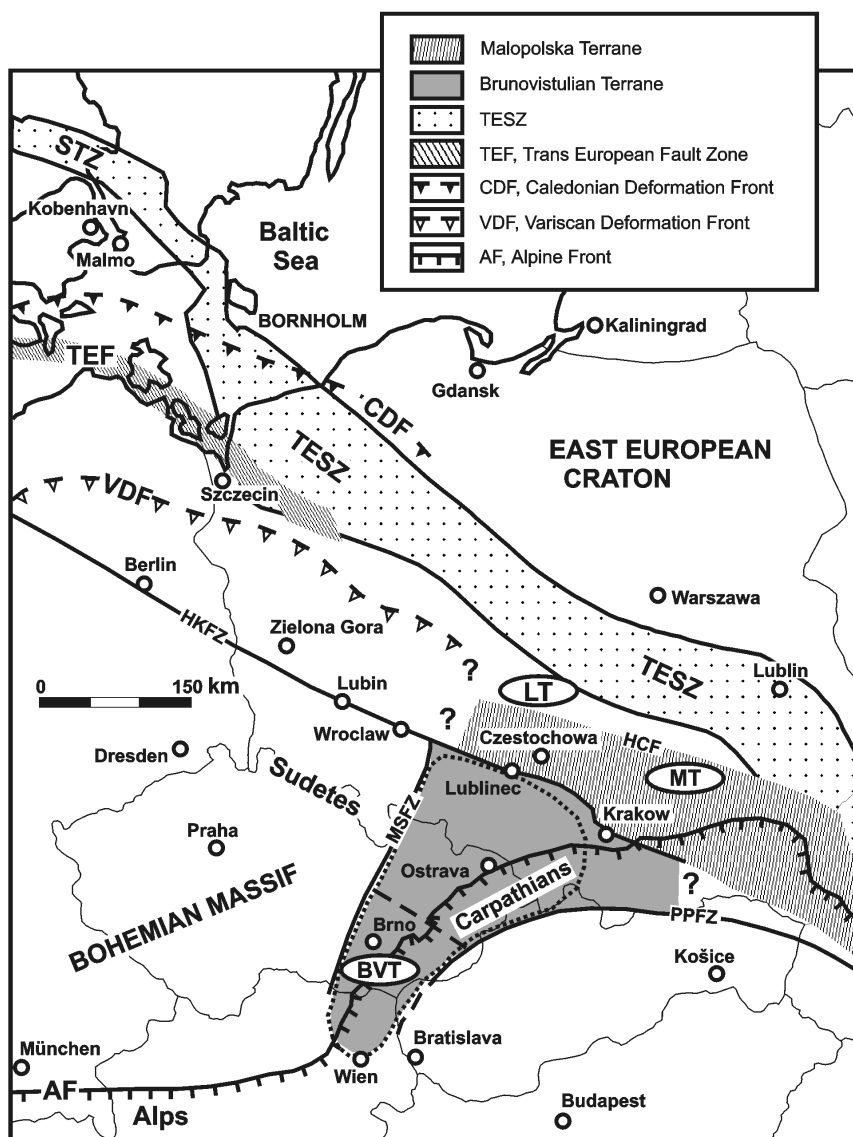 Malopolska Terrane
Brunovistulian Terrane
TESZ
TEF, Trans European Fault Zone
CDF, Caledonian Deformation Front
VDF, Variscan Deformation Front
AF, Alpine Front
STZ
Kobenhavn
Malmo
Baltic
Sea
BORNHOLM
Kaliningrad
TEF
Gdansk
CDF
TESZ
EAST EUROPEAN
CRATON
VDF
Szczecin
Berlin
HKFZ
Warszawa
Zielona Gora
TESZ
Lublin
0 150 km
Lubin
?
LT
?
Wroclaw
Czestochowa
HCF
Dresden
Lublinec
MT
Sudetes
MSFZ
Krakow
Praha
Ostrava
Carpathians
?
BOHEMIAN MASSIF
Brno
PPFZ
BVT
Košice
München
Bratislava
Wien
AF
Alps
Budapest